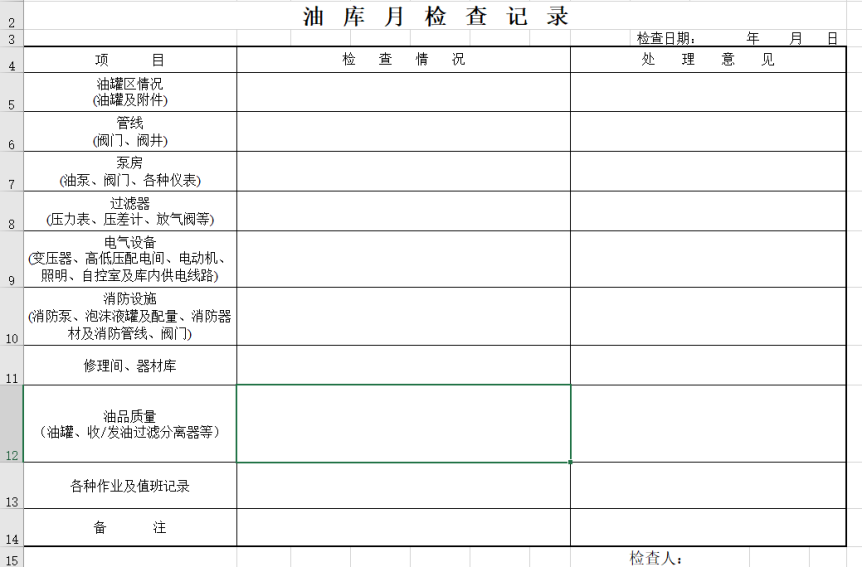 2
油 库 月 检 查 记 录
3
检查日期： 年 月 日
4
项 目
检 查 情 况
处 理 意 见
5
油罐区情况
(油罐及附件)
6
管线
(阀门、阀井)
7
泵房
(油泵、阀门、各种仪表)
8
过滤器
(压力表、压差计、放气阀等)
9
电气设备
(变压器、高低压配电间、电动机、
照明、自控室及库内供电线路)
10
消防设施
(消防泵、泡沫液罐及配量、消防器
材及消防管线、阀门)
11
修理间、器材库
12
油品质量
（油罐、收/发油过滤分离器等）
13
各种作业及值班记录
14
备 注
15
检查人：